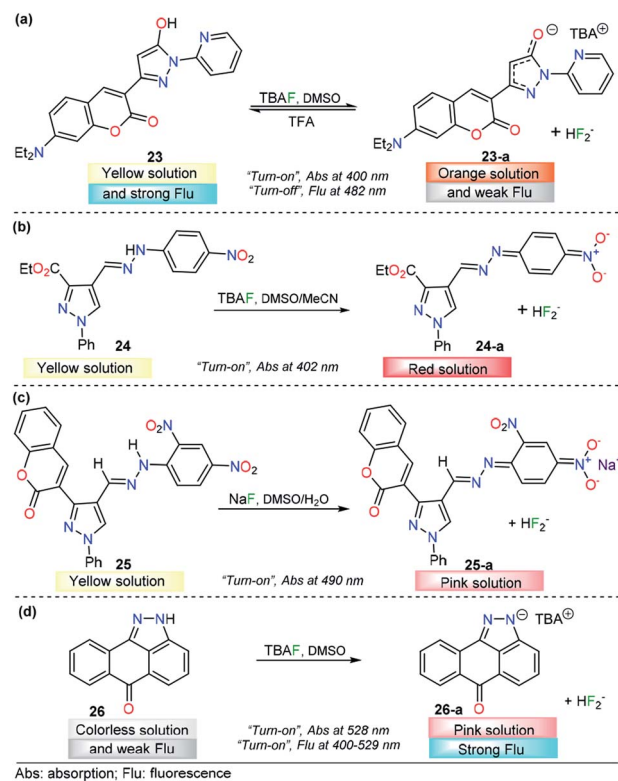 (a)
OH
N
N
N
O
O
Et₂N
23
Yellow solution
and strong Flu
TBAF, DMSO
TFA
"Turn-on", Abs at 400 nm
"Turn-off", Flu at 482 nm
O⊖ TBA⊕
N
N
N
O
O
Et₂N
+ HF₂⁻
23-a
Orange solution
and weak Flu
(b)
H
N
N
NO₂
EtO₂C
N
N
Ph
24
Yellow solution
TBAF, DMSO/MeCN
"Turn-on", Abs at 402 nm
O⁻
N⁺
O⁻
N
N
EtO₂C
N
N
Ph
24-a
+ HF₂⁻
Red solution
(c)
O₂N
H
H
N
N
NO₂
O
O
N
N
Ph
25
Yellow solution
NaF, DMSO/H₂O
"Turn-on", Abs at 490 nm
O₂N
O⁻
N⁺
Na⁺
O⁻
H
N
N
O
O
N
N
Ph
25-a
+ HF₂⁻
Pink solution
(d)
N NH
O
26
Colorless solution
and weak Flu
TBAF, DMSO
"Turn-on", Abs at 528 nm
"Turn-on", Flu at 400-529 nm
N N⊖ TBA⊕
O
26-a
+ HF₂⁻
Pink solution
Strong Flu
Abs: absorption; Flu: fluorescence